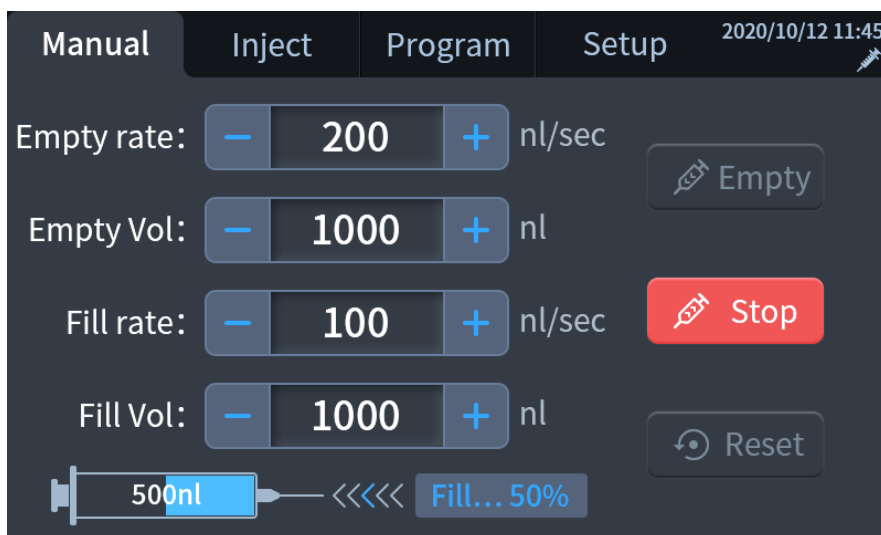 Manual Inject Program Setup 2020/10/12 11:45
Empty rate: − 200 + nl/sec
Empty
Empty Vol: − 1000 + nl
Fill rate: − 100 + nl/sec
Stop
Fill Vol: − 1000 + nl
Reset
500nl Fill... 50%